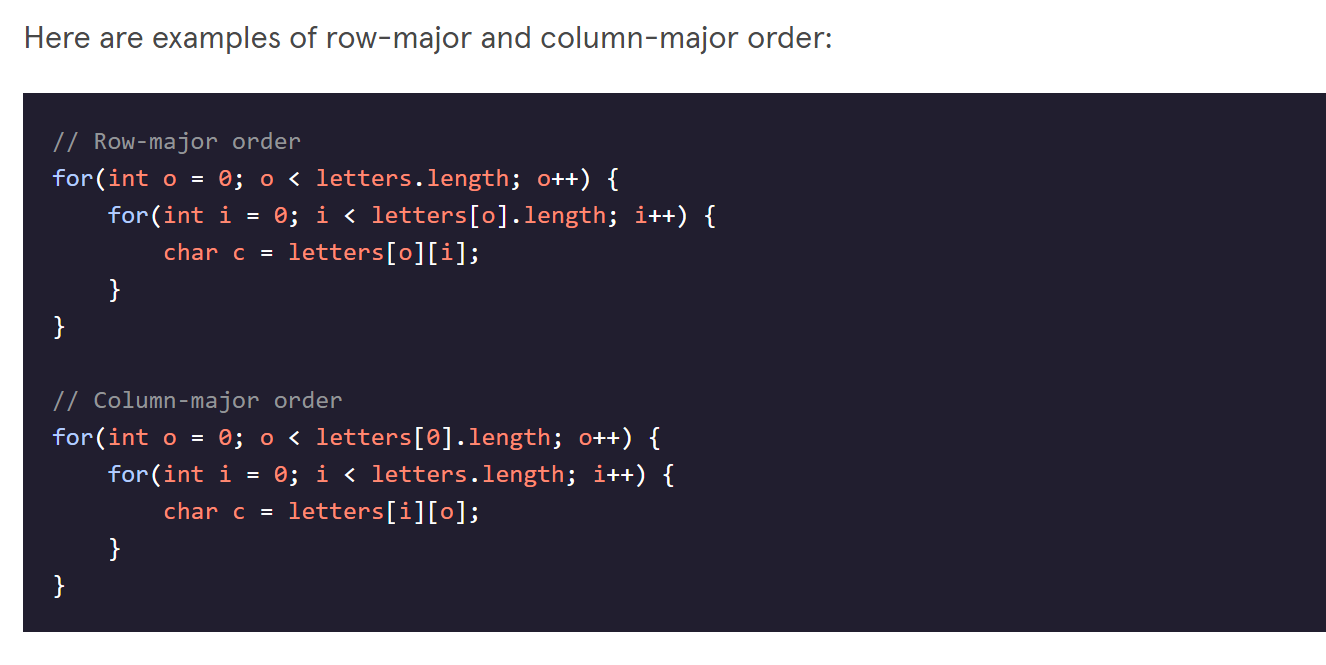 Here are examples of row-major and column-major order:
// Row-major order
for(int o = 0; o < letters.length; o++) {
    for(int i = 0; i < letters[o].length; i++) {
        char c = letters[o][i];
    }
}

// Column-major order
for(int o = 0; o < letters[0].length; o++) {
    for(int i = 0; i < letters.length; i++) {
        char c = letters[i][o];
    }
}